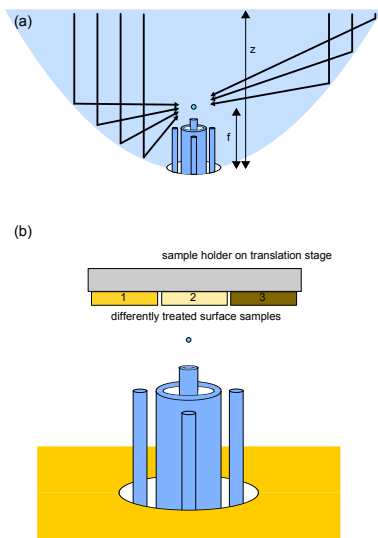 (a)
z
f
(b)
sample holder on translation stage
1 2 3
differently treated surface samples